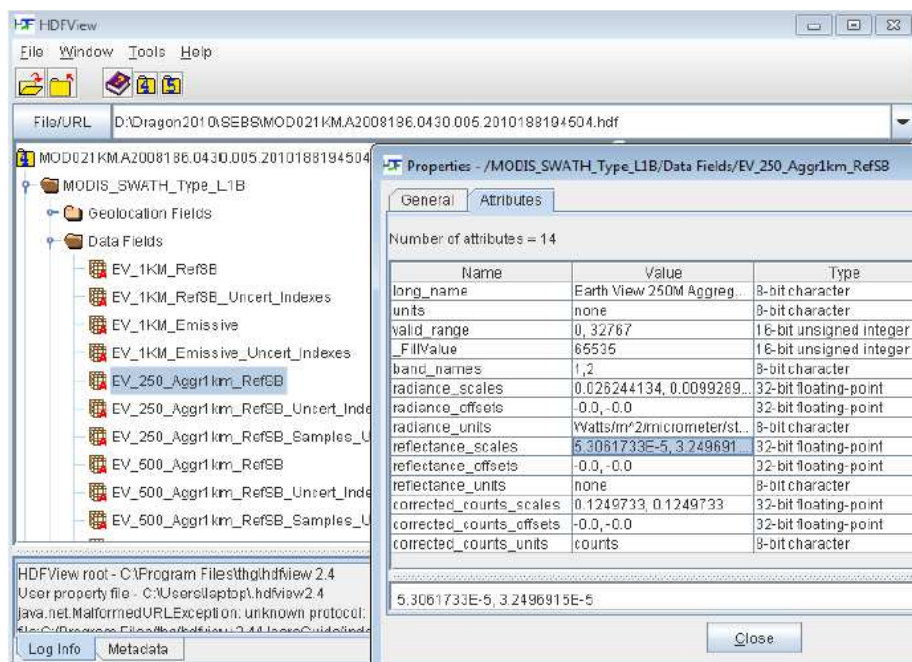 HDFView
File Window Tools Help
File/URL D:\Dragon2010\SEBS\MOD021KM.A2008186.0430.005.2010188194504.hdf
MOD021KM.A2008186.0430.005.2010188194504
MODIS_SWATH_Type_L1B
Geolocation Fields
Data Fields
EV_1KM_RefSB
EV_1KM_RefSB_Uncert_Indexes
EV_1KM_Emissive
EV_1KM_Emissive_Uncert_Indexes
EV_250_Aggr1km_RefSB
EV_250_Aggr1km_RefSB_Uncert_Inde
EV_250_Aggr1km_RefSB_Samples_U
EV_500_Aggr1km_RefSB
EV_500_Aggr1km_RefSB_Uncert_Inde
EV_500_Aggr1km_RefSB_Samples_U
HDFView root - C:\Program Files\thg\hdfview 2.4
User property file - C:\Users\laptop\.hdfview2.4
java.net.MalformedURLException: unknown protocol:
Log Info Metadata
Properties - /MODIS_SWATH_Type_L1B/Data Fields/EV_250_Aggr1km_RefSB
General Attributes
Number of attributes = 14
Name Value Type
long_name Earth View 250M Aggreg... 8-bit character
units none 8-bit character
valid_range 0, 32767 16-bit unsigned integer
_FillValue 65535 16-bit unsigned integer
band_names 1,2 8-bit character
radiance_scales 0.026244134, 0.0099289... 32-bit floating-point
radiance_offsets -0.0, -0.0 32-bit floating-point
radiance_units Watts/m^2/micrometer/st... 8-bit character
reflectance_scales 5.3061733E-5, 3.249691... 32-bit floating-point
reflectance_offsets -0.0, -0.0 32-bit floating-point
reflectance_units none 8-bit character
corrected_counts_scales 0.1249733, 0.1249733 32-bit floating-point
corrected_counts_offsets -0.0, -0.0 32-bit floating-point
corrected_counts_units counts 8-bit character
5.3061733E-5, 3.2496915E-5
Close